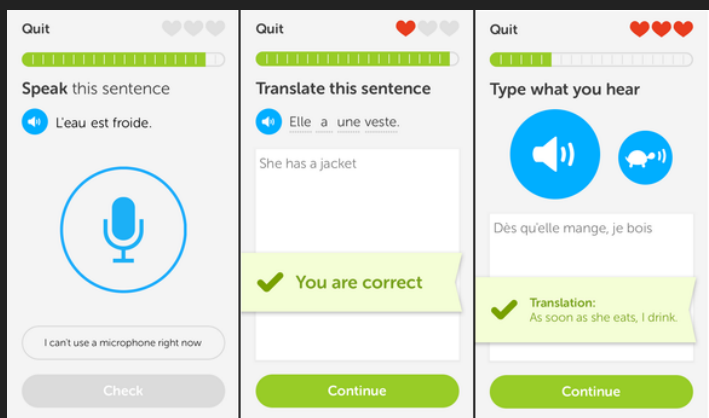 Quit
Speak this sentence
L'eau est froide.
I can't use a microphone right now
Check
Quit
Translate this sentence
Elle a une veste.
She has a jacket
You are correct
Continue
Quit
Type what you hear
Dès qu'elle mange, je bois
Translation:
As soon as she eats, I drink.
Continue